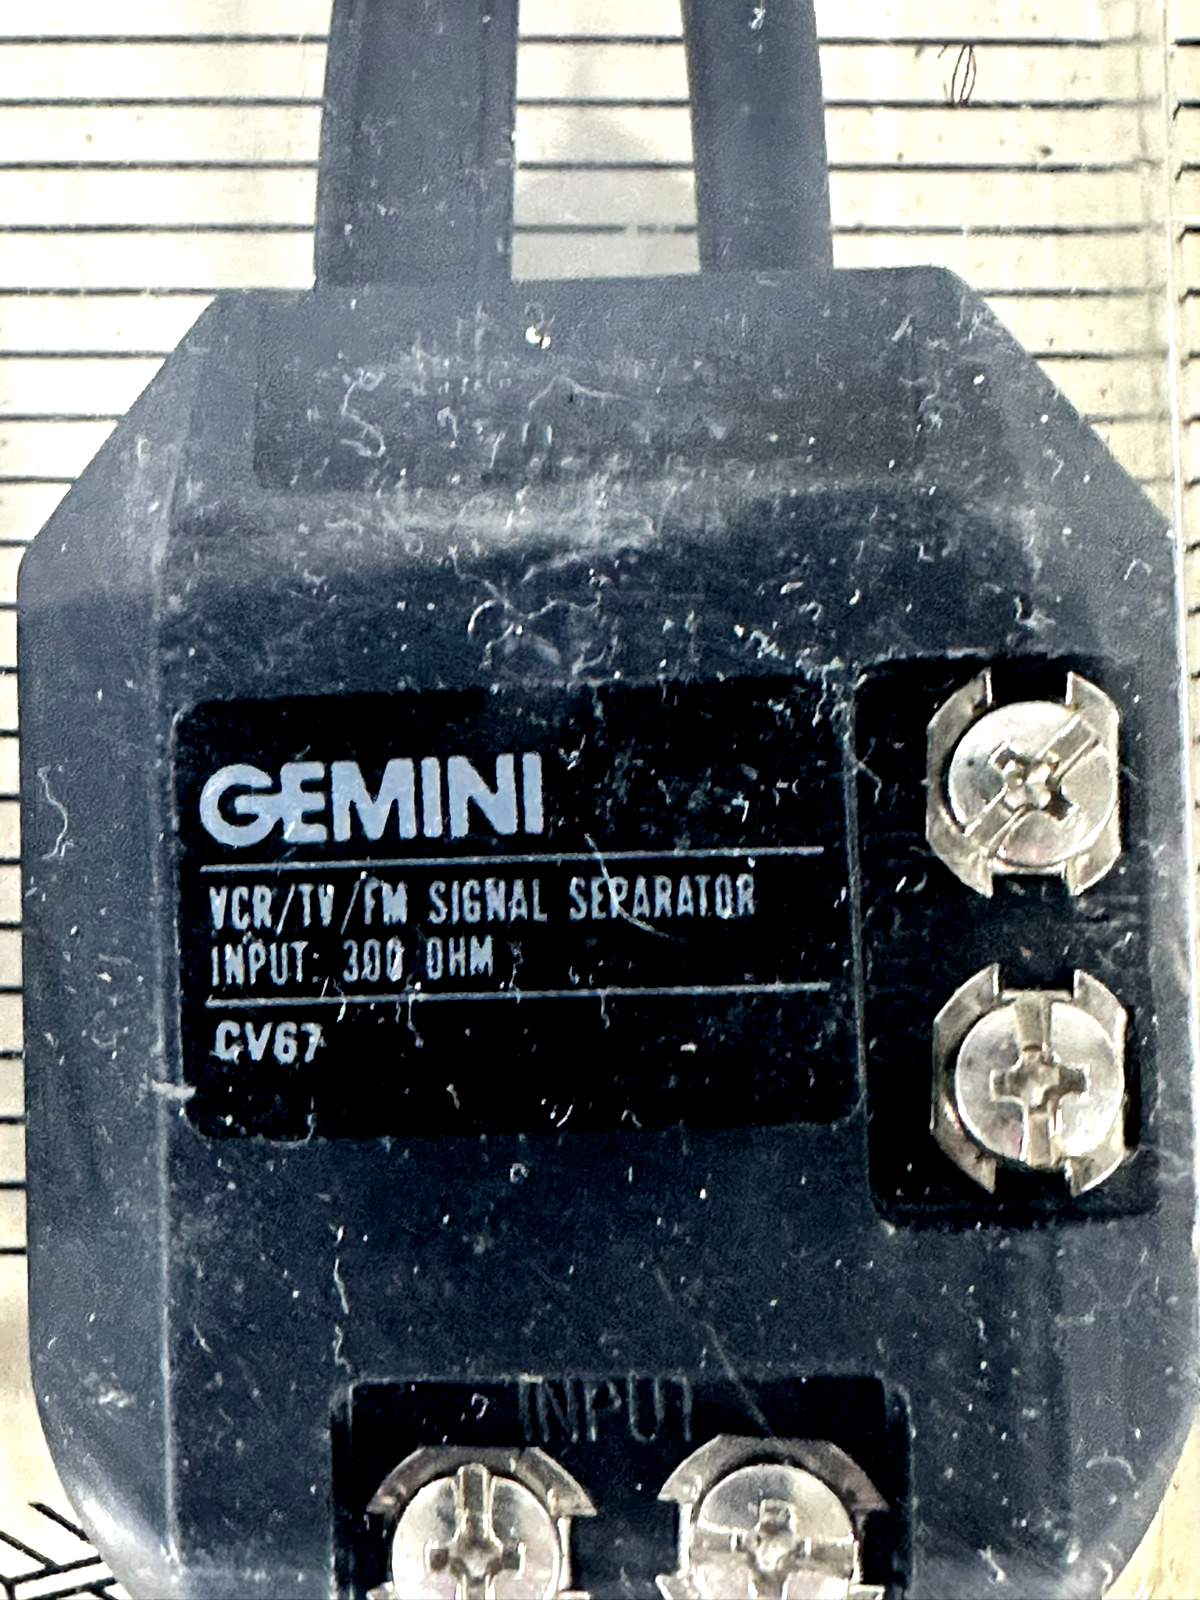 GEMINI
VCR/TV/FM SIGNAL SEPARATOR
INPUT: 300 OHM
CV67
INPUT